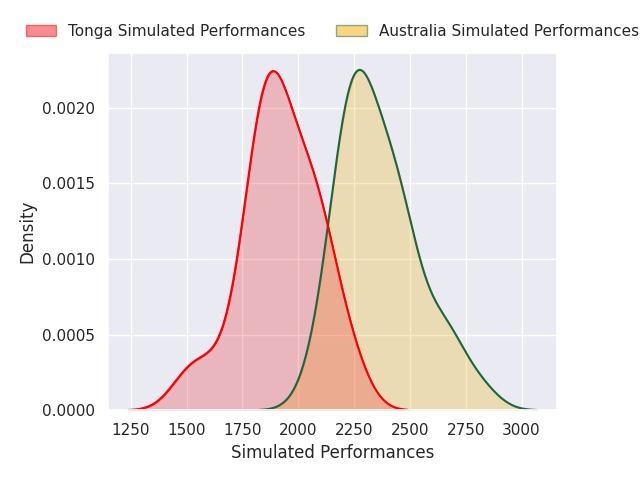 Tonga Simulated Performances
Australia Simulated Performances
0.0020
0.0015
0.0010
0.0005
0.0000
Density
1250 1500 1750 2000 2250 2500 2750 3000
Simulated Performances